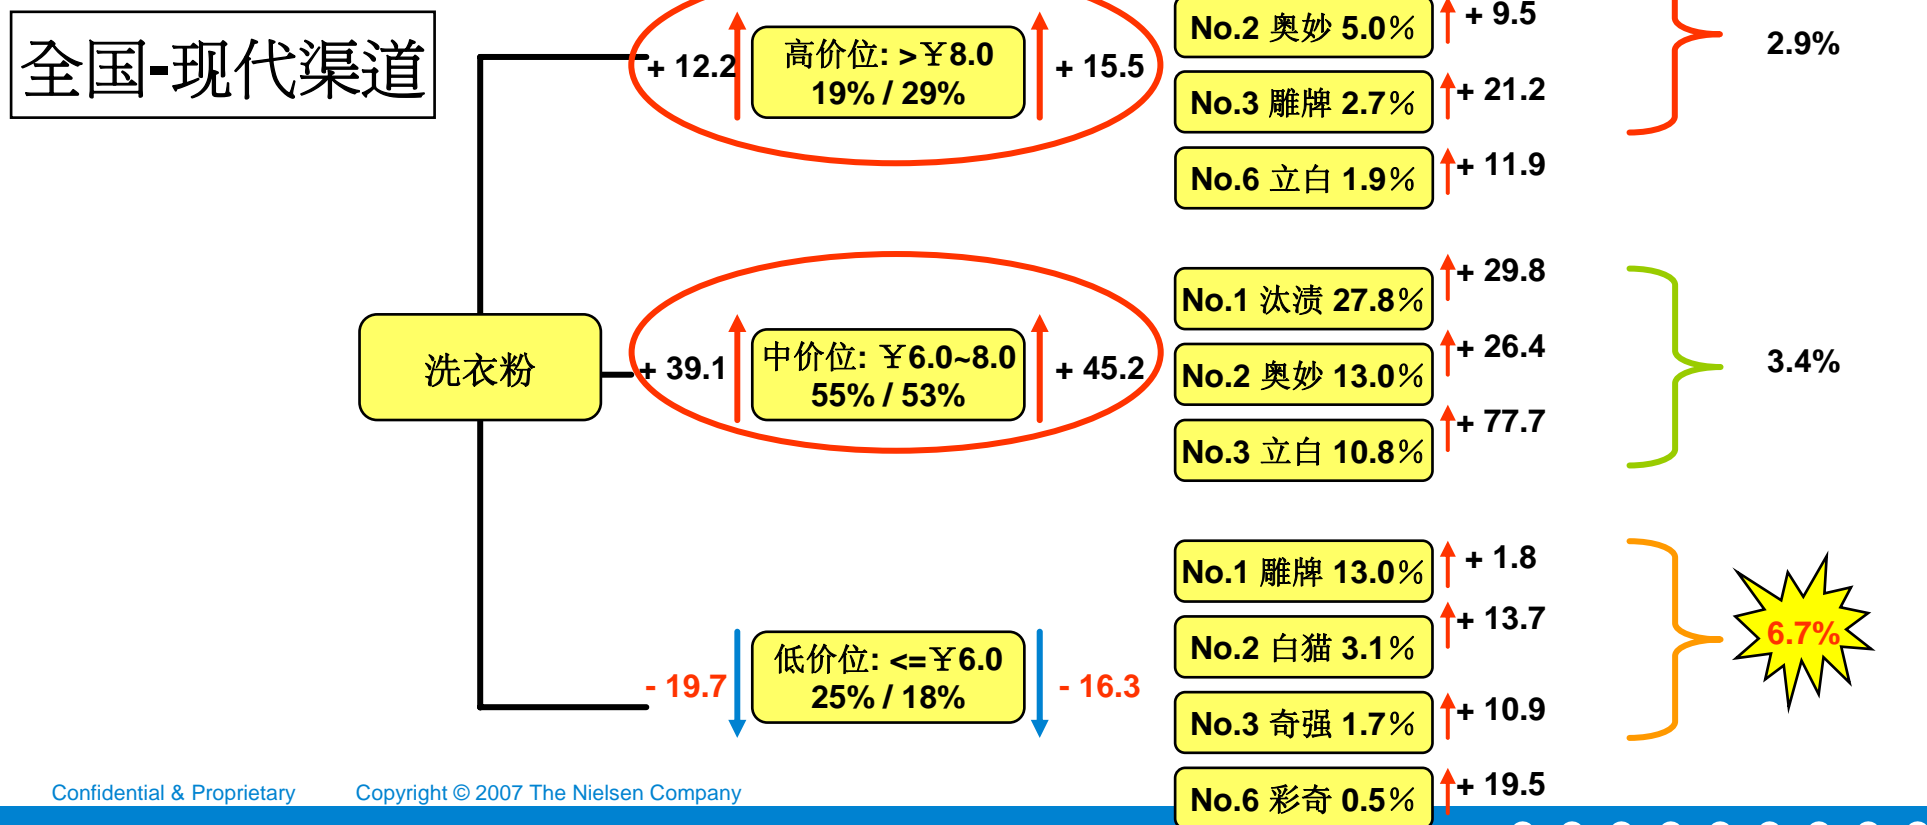 全国-现代渠道
+ 12.2
高价位: >￥8.0
19% / 29%
+ 15.5
No.2 奥妙 5.0%
+ 9.5
No.3 雕牌 2.7%
+ 21.2
No.6 立白 1.9%
+ 11.9
2.9%
洗衣粉
+ 39.1
中价位: ￥6.0~8.0
55% / 53%
+ 45.2
No.1 汰渍 27.8%
+ 29.8
No.2 奥妙 13.0%
+ 26.4
No.3 立白 10.8%
+ 77.7
3.4%
- 19.7
低价位: <=￥6.0
25% / 18%
- 16.3
No.1 雕牌 13.0%
+ 1.8
No.2 白猫 3.1%
+ 13.7
No.3 奇强 1.7%
+ 10.9
No.6 彩奇 0.5%
+ 19.5
6.7%
Confidential & Proprietary
Copyright © 2007 The Nielsen Company